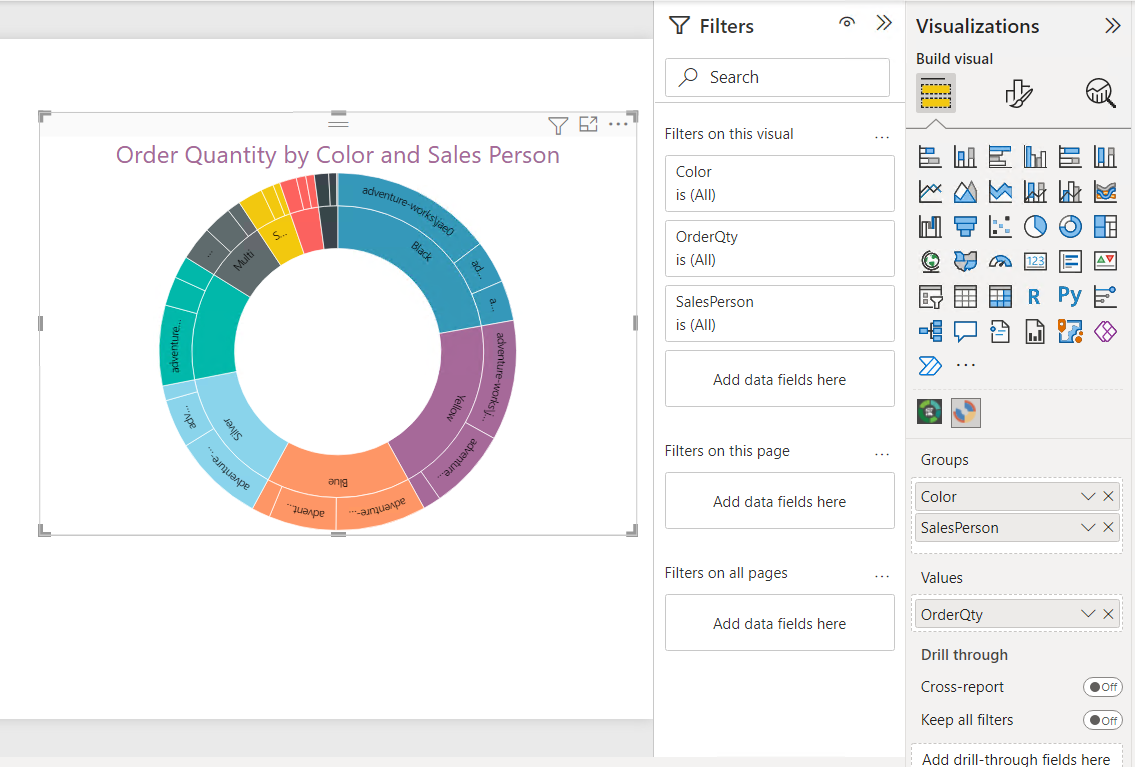 Order Quantity by Color and Sales Person
adventure-works\jae0
ad...
a...
Black
adventure-works\j...
adventure...
Yellow
adventure-...
advent...
Blue
adventure-...
adv...
Silver
adventure...
...
Multi
S...
Filters
Search
Filters on this visual
...
Color
is (All)
OrderQty
is (All)
SalesPerson
is (All)
Add data fields here
Filters on this page
...
Add data fields here
Filters on all pages
...
Add data fields here
Visualizations
Build visual
123
R
Py
...
Groups
Color
SalesPerson
Values
OrderQty
Drill through
Cross-report
Off
Keep all filters
Off
Add drill-through fields here